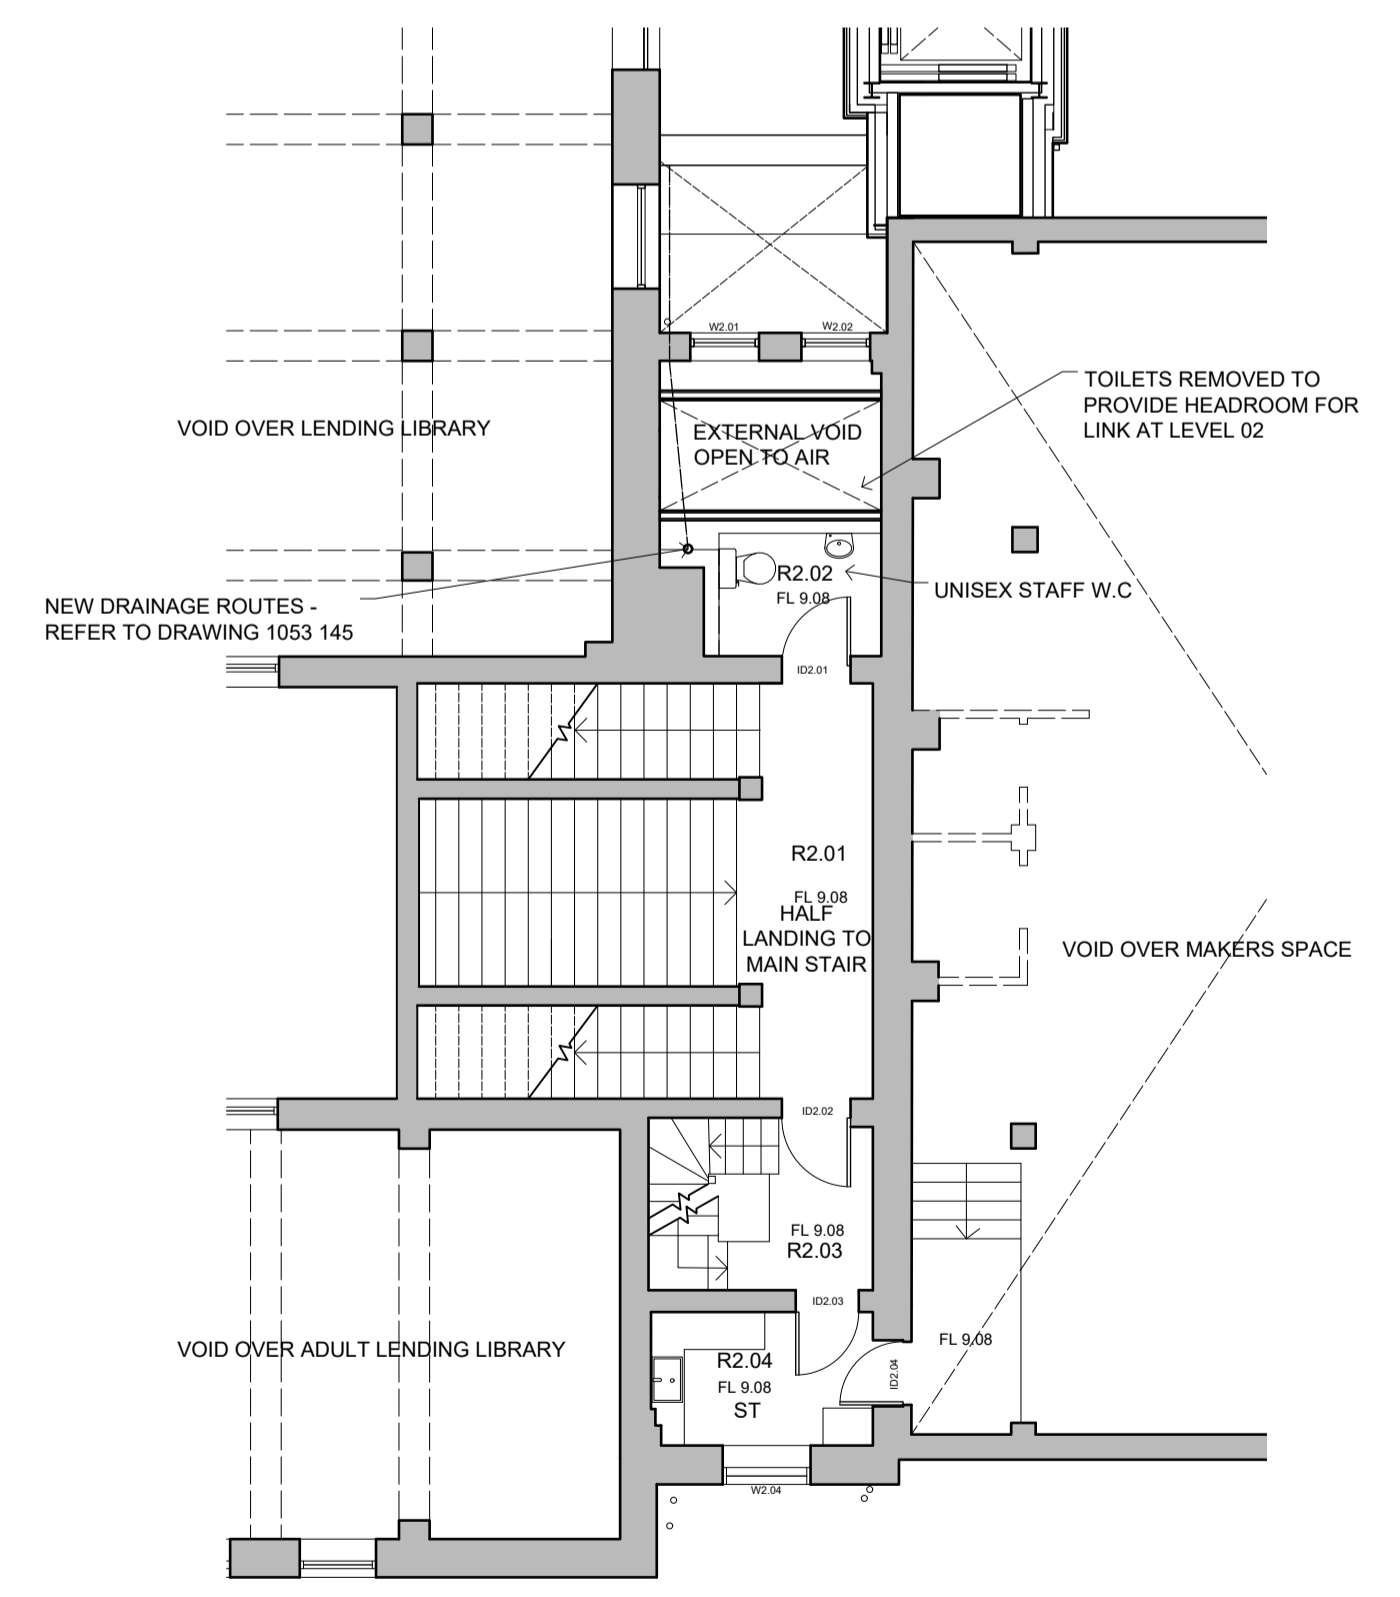 W2.01
W2.02
TOILETS REMOVED TO
PROVIDE HEADROOM FOR
LINK AT LEVEL 02
VOID OVER LENDING LIBRARY
EXTERNAL VOID
OPEN TO AIR
R2.02
FL 9.08
UNISEX STAFF W.C
NEW DRAINAGE ROUTES -
REFER TO DRAWING 1053 145
ID2.01
R2.01
FL 9.08
HALF
LANDING TO
MAIN STAIR
VOID OVER MAKERS SPACE
ID2.02
FL 9.08
R2.03
ID2.03
VOID OVER ADULT LENDING LIBRARY
FL 9.08
R2.04
FL 9.08
ST
ID2.04
W2.04